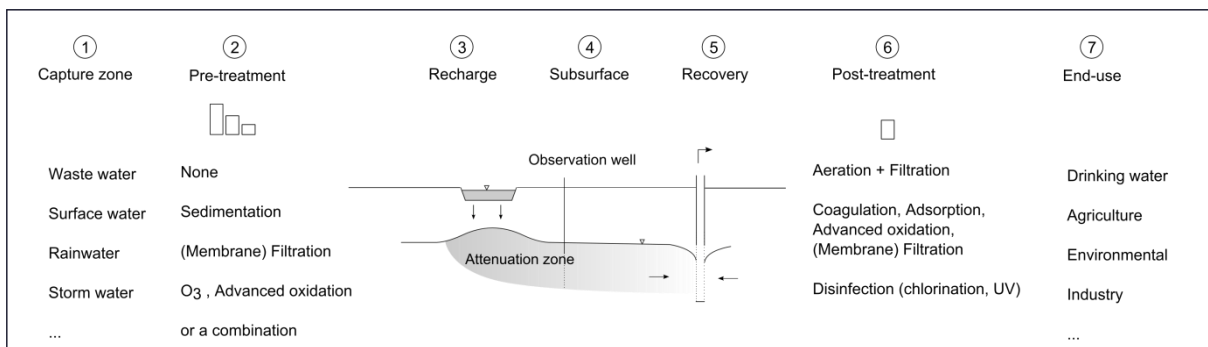 1
Capture zone
Waste water
Surface water
Rainwater
Storm water
...
2
Pre-treatment
None
Sedimentation
(Membrane) Filtration
O3 , Advanced oxidation
or a combination
3
Recharge
4
Subsurface
5
Recovery
Observation well
Attenuation zone
6
Post-treatment
Aeration + Filtration
Coagulation, Adsorption,
Advanced oxidation,
(Membrane) Filtration
Disinfection (chlorination, UV)
7
End-use
Drinking water
Agriculture
Environmental
Industry
...